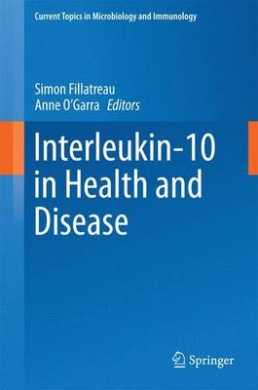 Current Topics in Microbiology and Immunology
Simon Fillatreau
Anne O'Garra Editors
Interleukin-10
in Health and
Disease
Springer